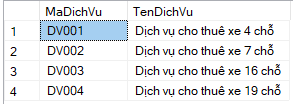 MaDichVu TenDichVu
1 DV001 Dịch vụ cho thuê xe 4 chỗ
2 DV002 Dịch vụ cho thuê xe 7 chỗ
3 DV003 Dịch vụ cho thuê xe 16 chỗ
4 DV004 Dịch vụ cho thuê xe 19 chỗ